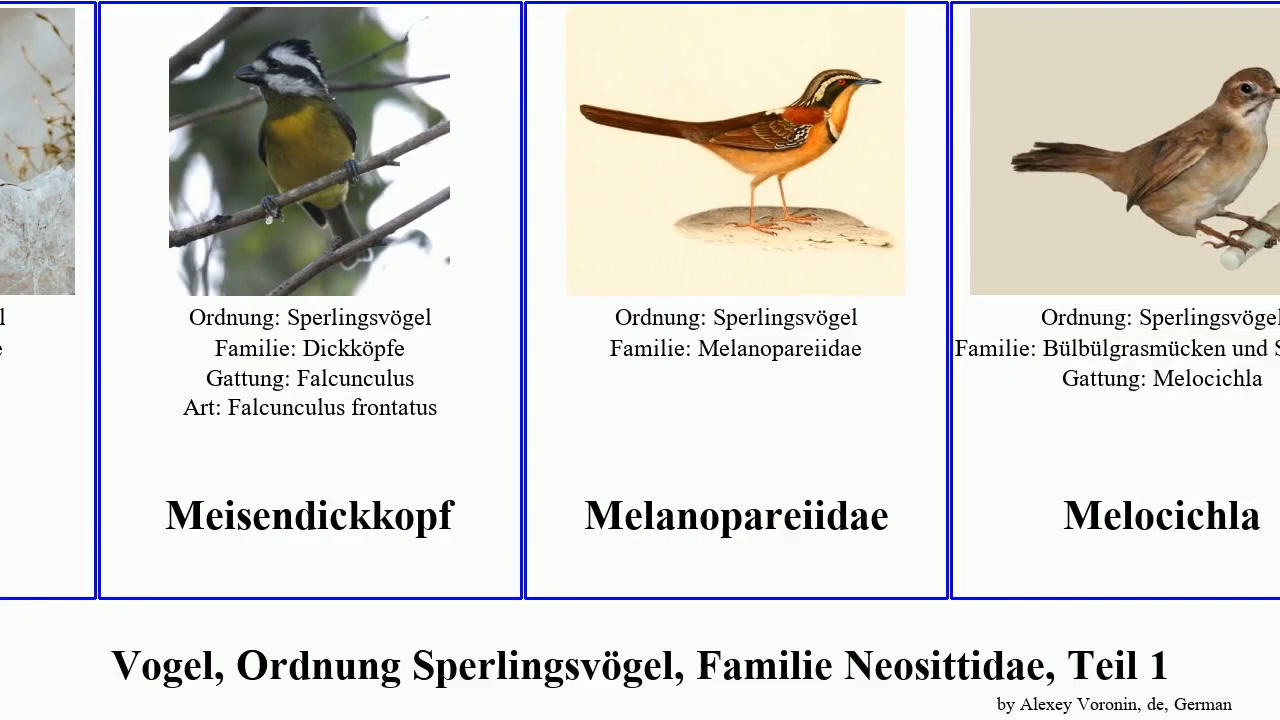 l
e
Ordnung: Sperlingsvögel
Familie: Dickköpfe
Gattung: Falcunculus
Art: Falcunculus frontatus
Meisendickkopf
Ordnung: Sperlingsvögel
Familie: Melanopareiidae
Melanopareiidae
Ordnung: Sperlingsvögel
Familie: Bülbülgrasmücken und S
Gattung: Melocichla
Melocichla
Vogel, Ordnung Sperlingsvögel, Familie Neosittidae, Teil 1
by Alexey Voronin, de, German